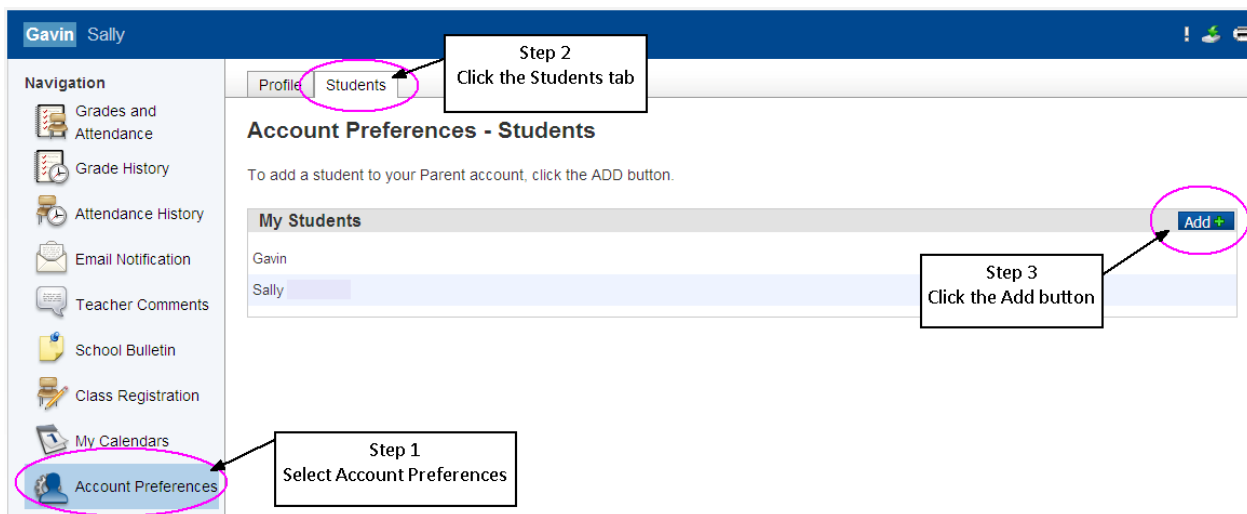 Gavin Sally
Step 2
Click the Students tab
Navigation
Profile Students
Grades and
Attendance
Account Preferences - Students
Grade History
To add a student to your Parent account, click the ADD button.
Attendance History
My Students
Add +
Email Notification
Gavin
Step 3
Click the Add button
Sally
Teacher Comments
School Bulletin
Class Registration
My Calendars
Step 1
Select Account Preferences
Account Preferences